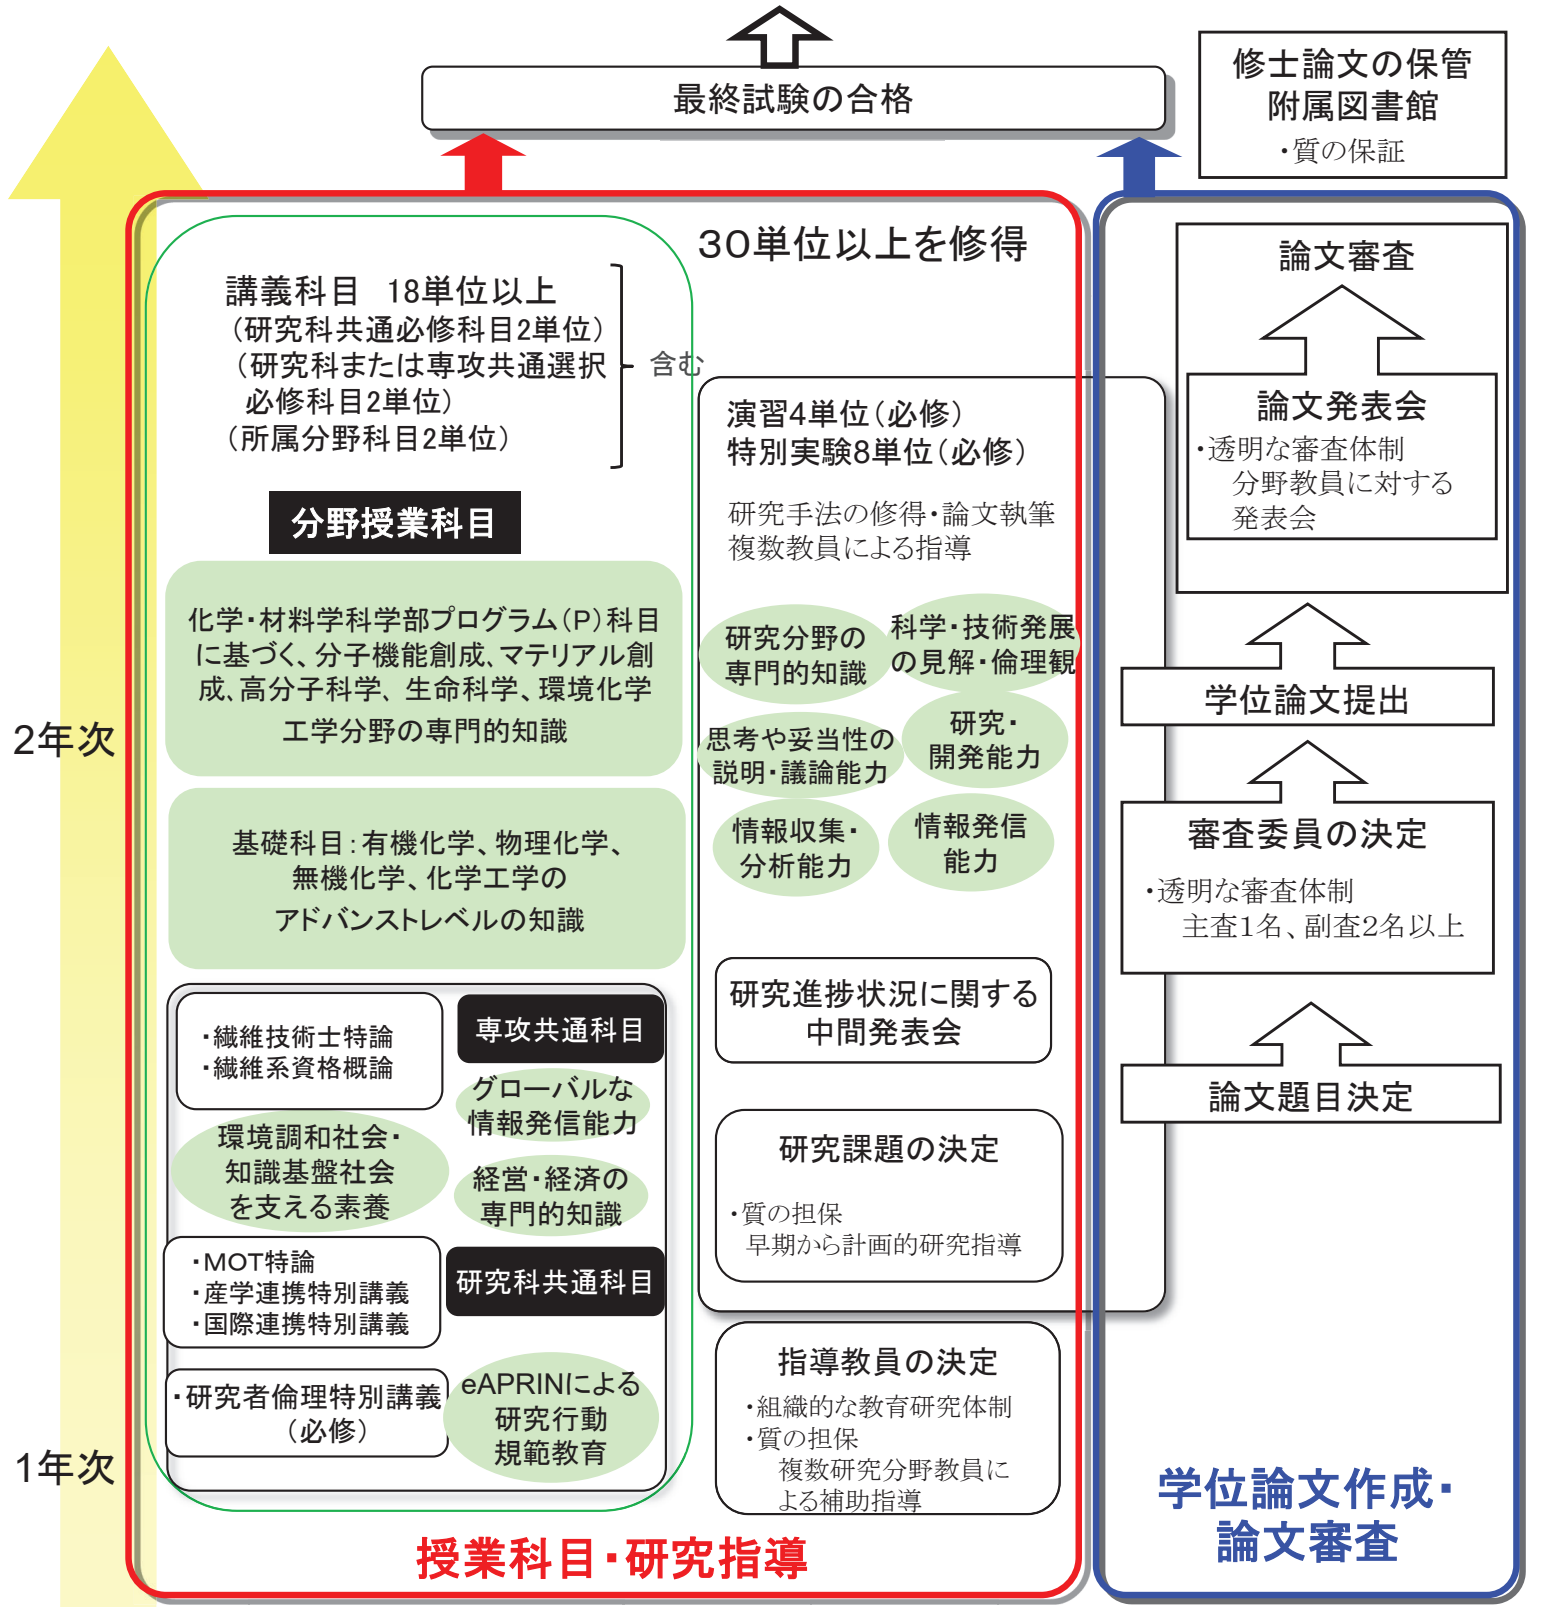 最終試験の合格
修士論文の保管
附属図書館
・質の保証
30単位以上を修得
講義科目　18単位以上
（研究科共通必修科目2単位）
（研究科または専攻共通選択
必修科目2単位）
（所属分野科目2単位）
含む
分野授業科目
化学・材料学科学部プログラム（P）科目
に基づく、分子機能創成、マテリアル創
成、高分子科学、生命科学、環境化学
工学分野の専門的知識
基礎科目：有機化学、物理化学、
無機化学、化学工学の
アドバンストレベルの知識
・繊維技術士特論
・繊維系資格概論
専攻共通科目
グローバルな
情報発信能力
環境調和社会・
知識基盤社会
を支える素養
経営・経済の
専門的知識
・MOT特論
・産学連携特別講義
・国際連携特別講義
研究科共通科目
・研究者倫理特別講義
（必修）
eAPRINによる
研究行動
規範教育
演習4単位（必修）
特別実験8単位（必修）
研究手法の修得・論文執筆
複数教員による指導
研究分野の
専門的知識
科学・技術発展
の見解・倫理観
思考や妥当性の
説明・議論能力
研究・
開発能力
情報収集・
分析能力
情報発信
能力
研究進捗状況に関する
中間発表会
研究課題の決定
・質の担保
早期から計画的研究指導
指導教員の決定
・組織的な教育研究体制
・質の担保
複数研究分野教員に
よる補助指導
授業科目・研究指導
論文審査
論文発表会
・透明な審査体制
分野教員に対する
発表会
学位論文提出
審査委員の決定
・透明な審査体制
主査1名、副査2名以上
論文題目決定
学位論文作成・
論文審査
2年次
1年次